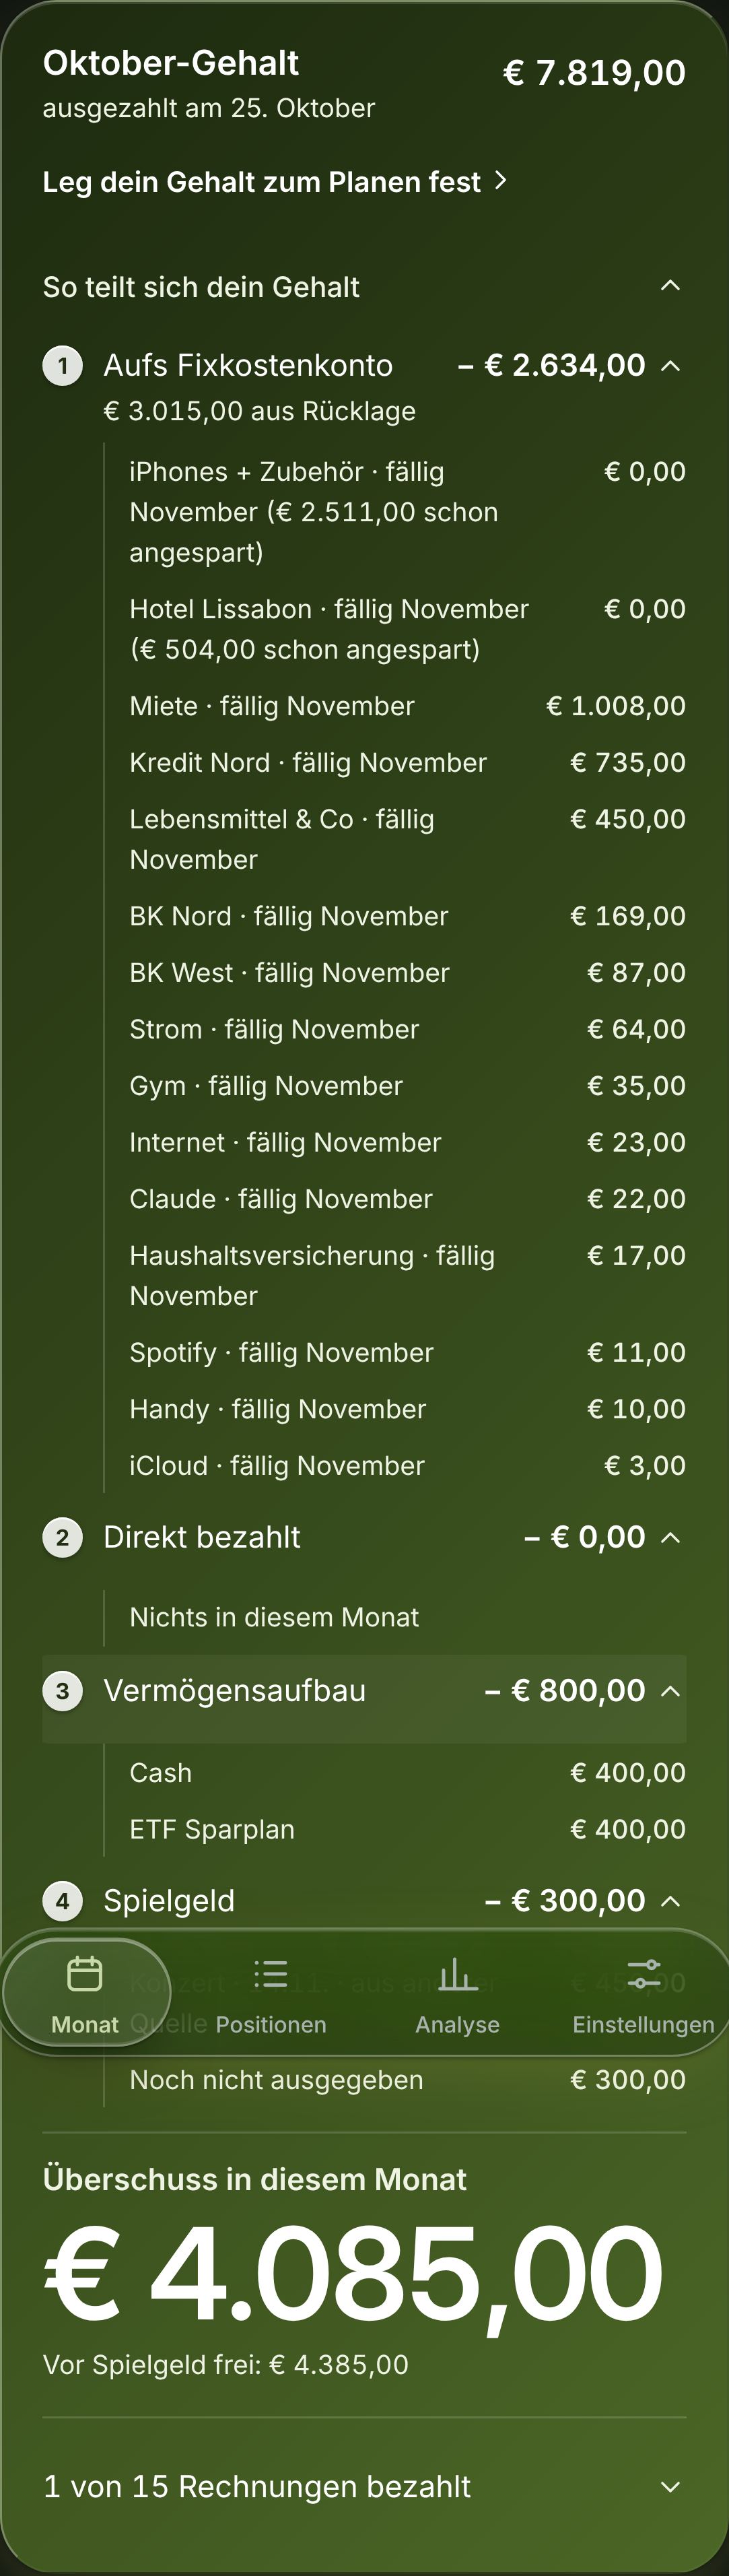 Oktober-Gehalt
€ 7.819,00
ausgezahlt am 25. Oktober
Leg dein Gehalt zum Planen fest
So teilt sich dein Gehalt
1 Aufs Fixkostenkonto – € 2.634,00
€ 3.015,00 aus Rücklage
iPhones + Zubehör · fällig € 0,00
November (€ 2.511,00 schon
angespart)
Hotel Lissabon · fällig November € 0,00
(€ 504,00 schon angespart)
Miete · fällig November € 1.008,00
Kredit Nord · fällig November € 735,00
Lebensmittel & Co · fällig € 450,00
November
BK Nord · fällig November € 169,00
BK West · fällig November € 87,00
Strom · fällig November € 64,00
Gym · fällig November € 35,00
Internet · fällig November € 23,00
Claude · fällig November € 22,00
Haushaltsversicherung · fällig € 17,00
November
Spotify · fällig November € 11,00
Handy · fällig November € 10,00
iCloud · fällig November € 3,00
2 Direkt bezahlt – € 0,00
Nichts in diesem Monat
3 Vermögensaufbau – € 800,00
Cash € 400,00
ETF Sparplan € 400,00
4 Spielgeld – € 300,00
Konzert · aus
Quelle
Monat Positionen Analyse Einstellungen
Noch nicht ausgegeben € 300,00
Überschuss in diesem Monat
€ 4.085,00
Vor Spielgeld frei: € 4.385,00
1 von 15 Rechnungen bezahlt